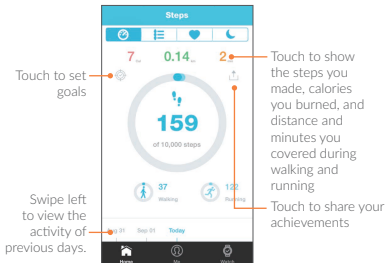 Steps
7
0.14
2
Touch to set
goals
159
of 10,000 steps
37
Walking
122
Running
Swipe left
to view the
activity of
previous days.
Sep 01
Today
Home
Me
Watch
Touch to show
the steps you
made, calories
you burned, and
distance and
minutes you
covered during
walking and
running
Touch to share your
achievements